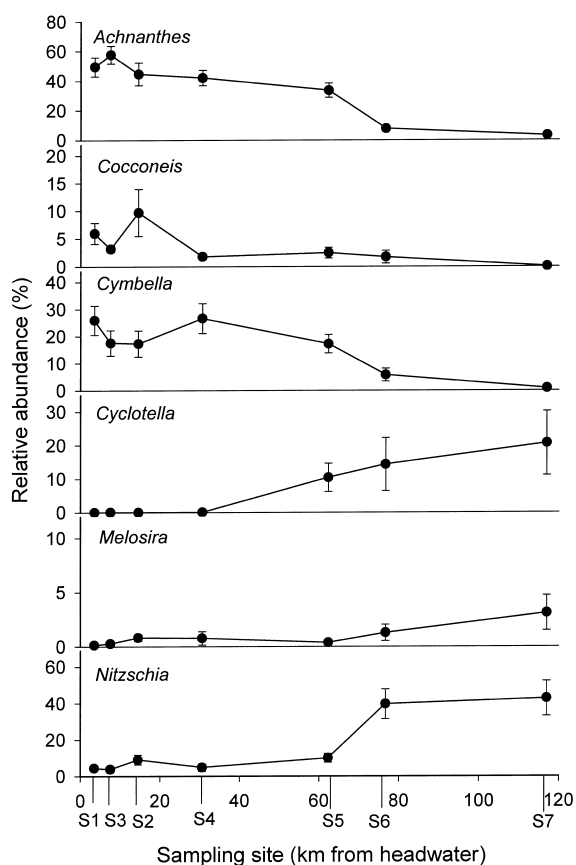 Relative abundance (%)
Achnanthes
80
60
40
20
0
Cocconeis
20
15
10
5
0
Cymbella
40
30
20
10
0
Cyclotella
30
20
10
0
Melosira
10
5
0
Nitzschia
60
40
20
0
0 20 40 60 80 100 120
S1 S3 S2 S4 S5 S6 S7
Sampling site (km from headwater)